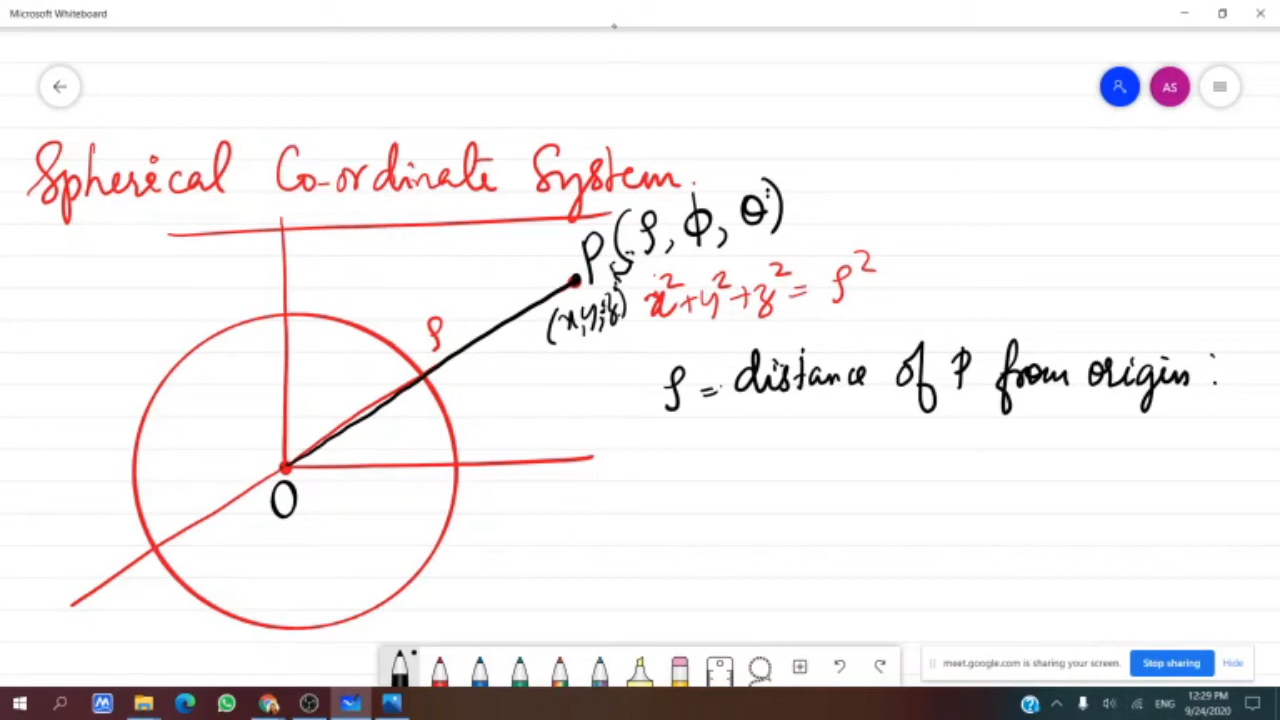 Microsoft Whiteboard
AS
Spherical Co-ordinate System.
P(ρ, ϕ, θ)
(x,y,z)
x²+y²+z² = ρ²
ρ
ρ = distance of P from origin:
O
meet.google.com is sharing your screen. Stop sharing Hide
ENG
12:29 PM
9/24/2020